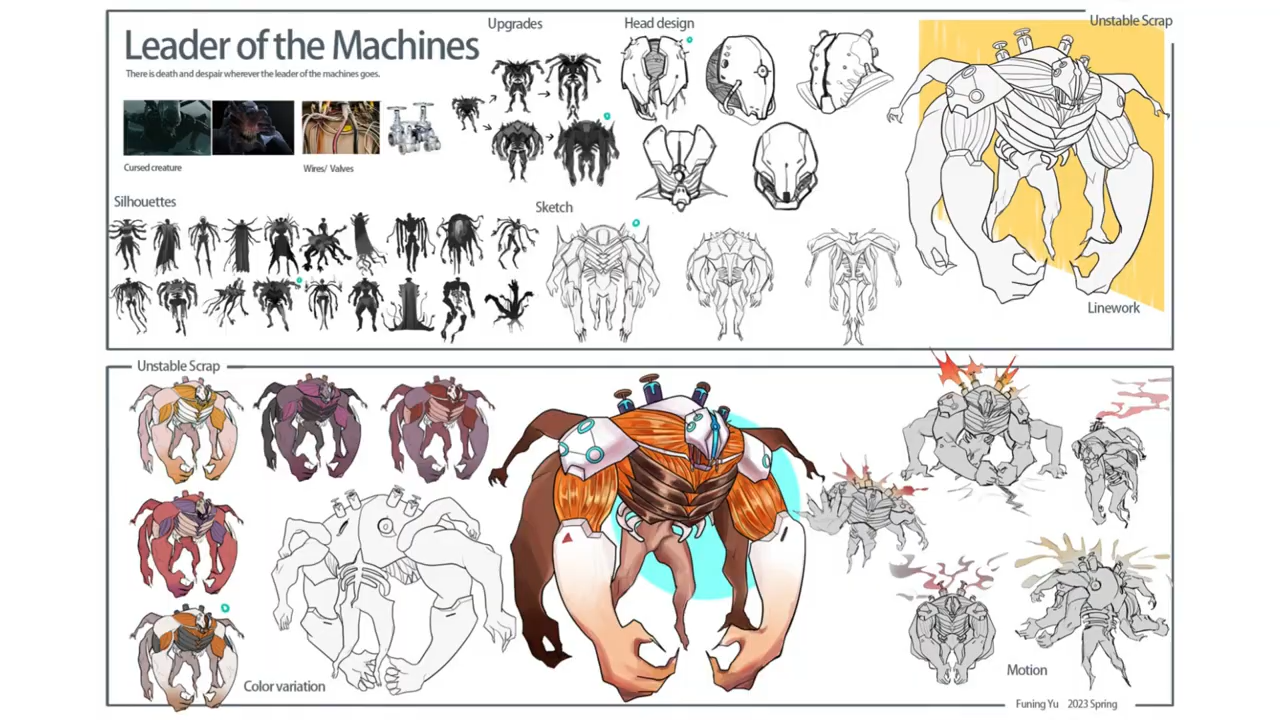 Upgrades
Head design
Unstable Scrap
Leader of the Machines
There is death and despair wherever the leader of the machines goes.
Cursed creature
Wires/ Valves
Silhouettes
Sketch
Linework
Unstable Scrap
Color variation
Motion
Funing Yu 2023 Spring